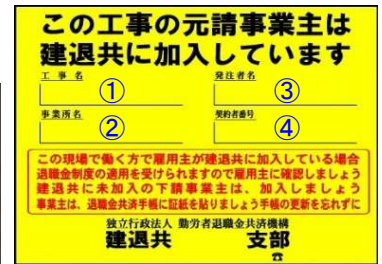 この工事の元請事業主は
建退共に加入しています
工事名 発注者名
① ③
事業所名 契約者番号
② ④
この現場で働く方で雇用主が建退共に加入している場合
退職金制度の適用を受けられますので雇用主に確認しましょう
建退共に未加入の下請事業主は、加入しましょう
事業主は、退職金共済手帳に証紙を貼りましょう手帳の更新を忘れずに
独立行政法人 勤労者退職金共済機構
建退共 支部
☎